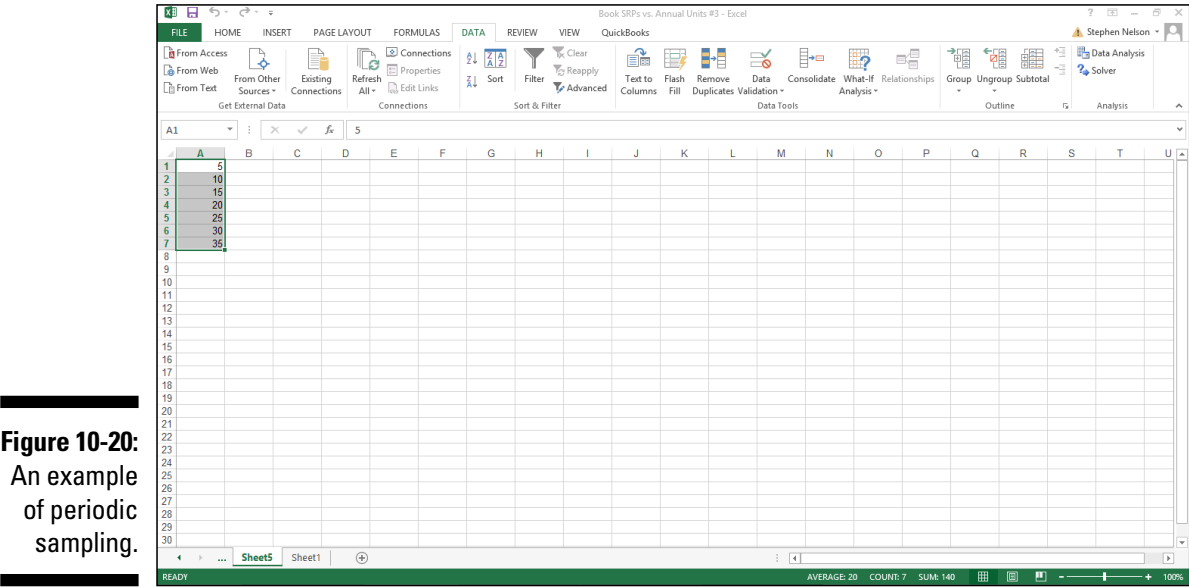 Book SRPs vs. Annual Units #3 - Excel
?
FILE HOME INSERT PAGE LAYOUT FORMULAS DATA REVIEW VIEW QuickBooks Stephen Nelson
From Access
From Web
From Text
From Other Sources
Existing Connections
Get External Data
Refresh All
Connections
Properties
Edit Links
Connections
Sort
Filter
Clear
Reapply
Advanced
Sort & Filter
Text to Columns
Flash Fill
Remove Duplicates
Data Validation
Consolidate
What-If Analysis
Relationships
Data Tools
Group
Ungroup
Subtotal
Outline
Data Analysis
Solver
Analysis
A1 fx 5
A B C D E F G H I J K L M N O P Q R S T U
1 5
2 10
3 15
4 20
5 25
6 30
7 35
8
9
10
11
12
13
14
15
16
17
18
19
20
21
22
23
24
25
26
27
28
29
30
... Sheet5 Sheet1
READY AVERAGE: 20 COUNT: 7 SUM: 140 100%
Figure 10-20:
An example
of periodic
sampling.